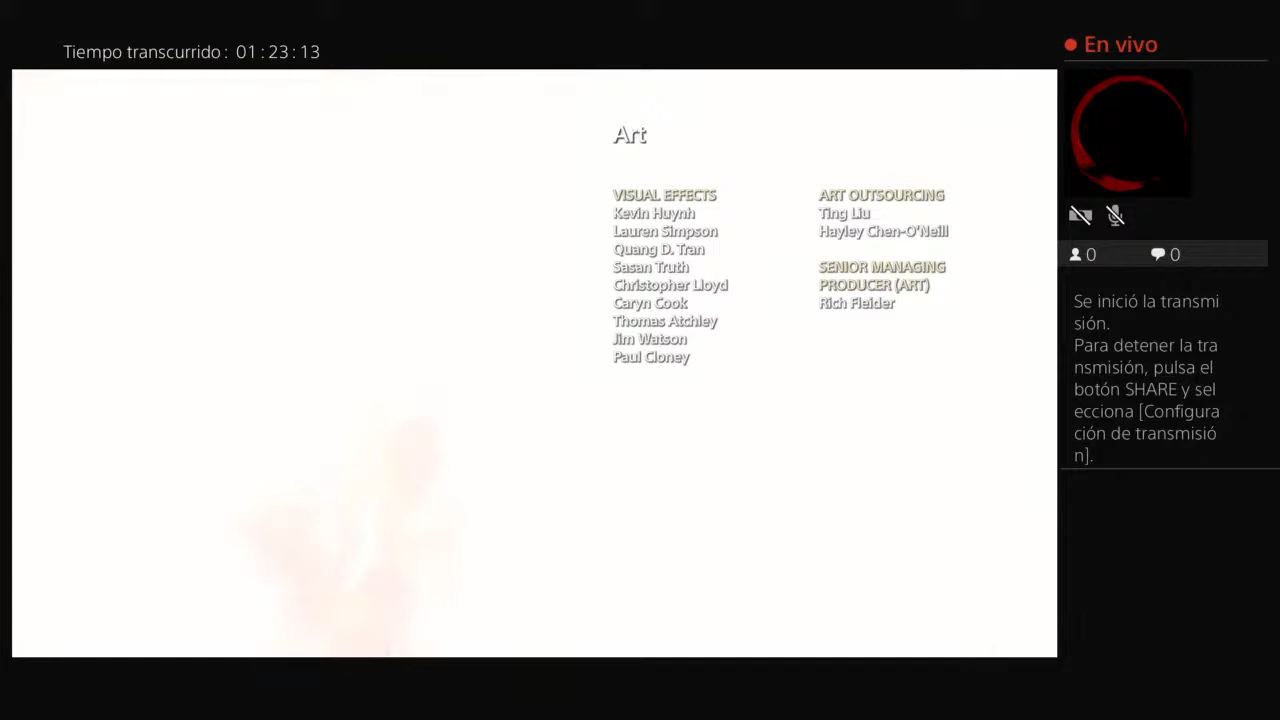 Tiempo transcurrido: 01:23:13
En vivo
Art
VISUAL EFFECTS
Kevin Huynh
Lauren Simpson
Quang D. Tran
Sasan Truth
Christopher Lloyd
Caryn Cook
Thomas Atchley
Jim Watson
Paul Cloney
ART OUTSOURCING
Ting Liu
Hayley Chen-O'Neill
SENIOR MANAGING
PRODUCER (ART)
Rich Fleider
0
0
Se inició la transmi
sión.
Para detener la tra
nsmisión, pulsa el
botón SHARE y sel
ecciona [Configura
ción de transmisió
n].